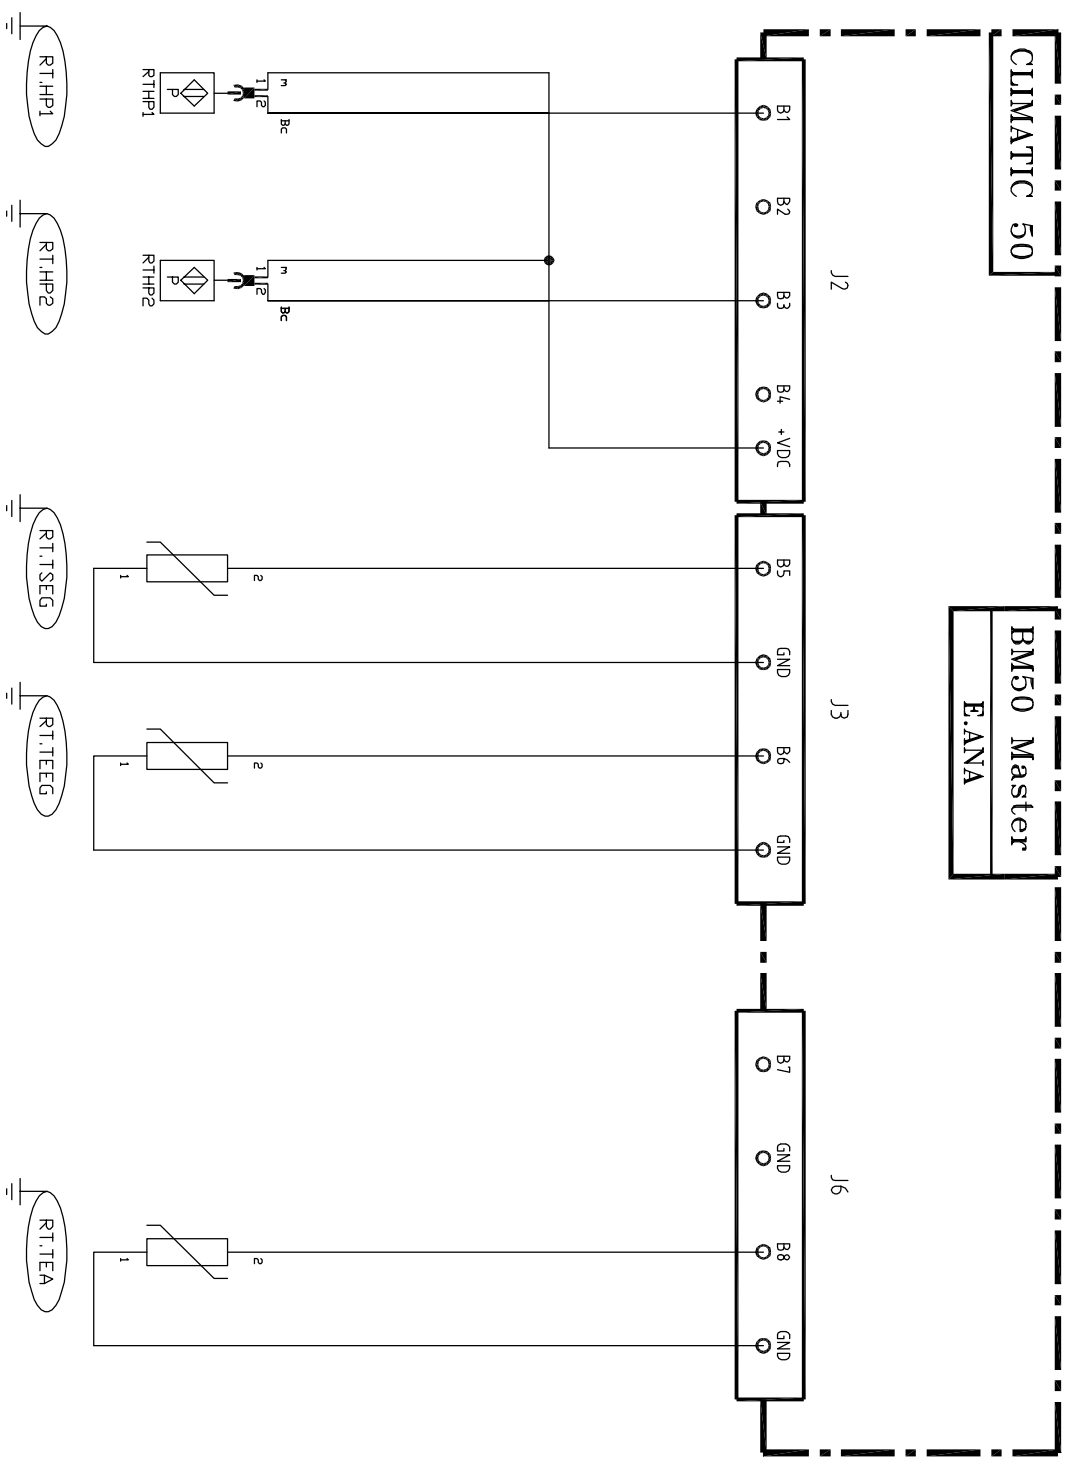 CLIMATIC 50
BM50 Master
E.ANA
J2
J3
J6
B1
B2
B3
B4
+VDC
B5
GND
B6
GND
B7
GND
B8
GND
m
Bc
1
2
RTHP1
m
Bc
1
2
RTHP2
2
1
2
1
2
1
P
P
RT.HP1
RT.HP2
RT.TSEG
RT.TEEG
RT.TEA